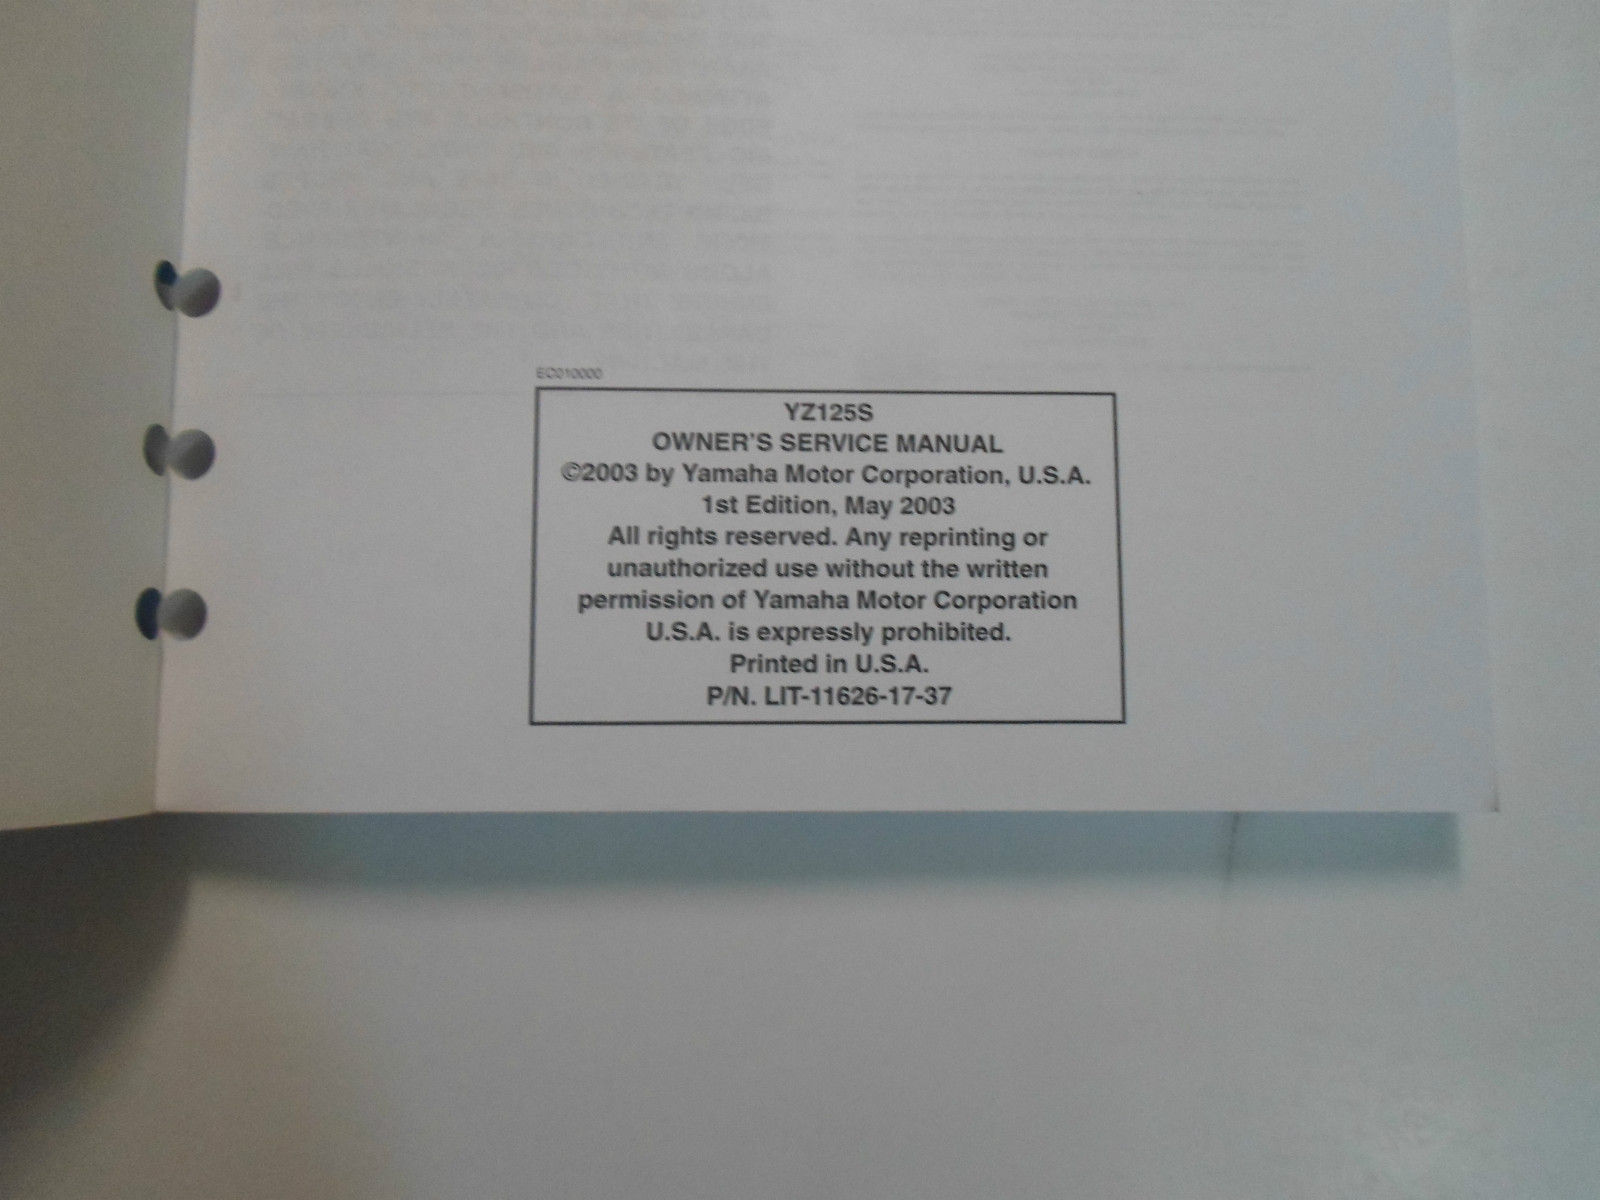 EC010000
YZ125S
OWNER'S SERVICE MANUAL
©2003 by Yamaha Motor Corporation, U.S.A.
1st Edition, May 2003
All rights reserved. Any reprinting or
unauthorized use without the written
permission of Yamaha Motor Corporation
U.S.A. is expressly prohibited.
Printed in U.S.A.
P/N. LIT-11626-17-37